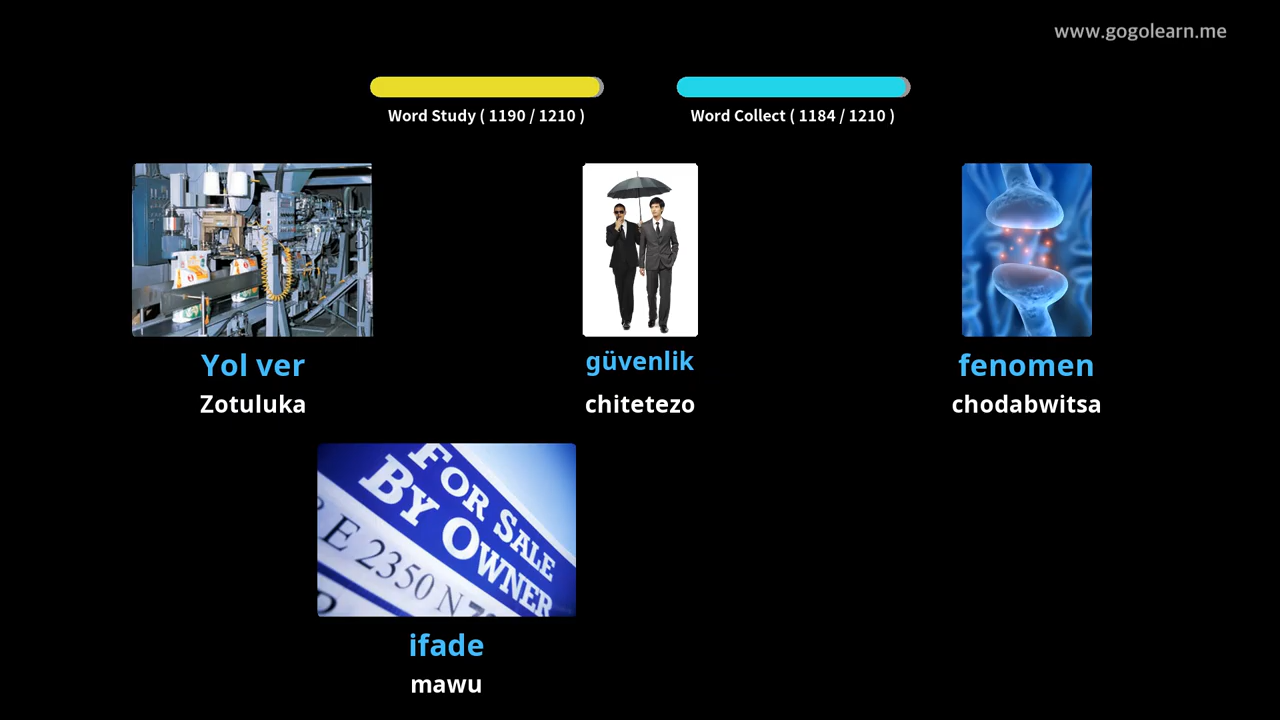 www.gogolearn.me
Word Study ( 1190 / 1210 )
Word Collect ( 1184 / 1210 )
Yol ver
Zotuluka
güvenlik
chitetezo
fenomen
chodabwitsa
FOR SALE
BY OWNER
E 2350 N
ifade
mawu